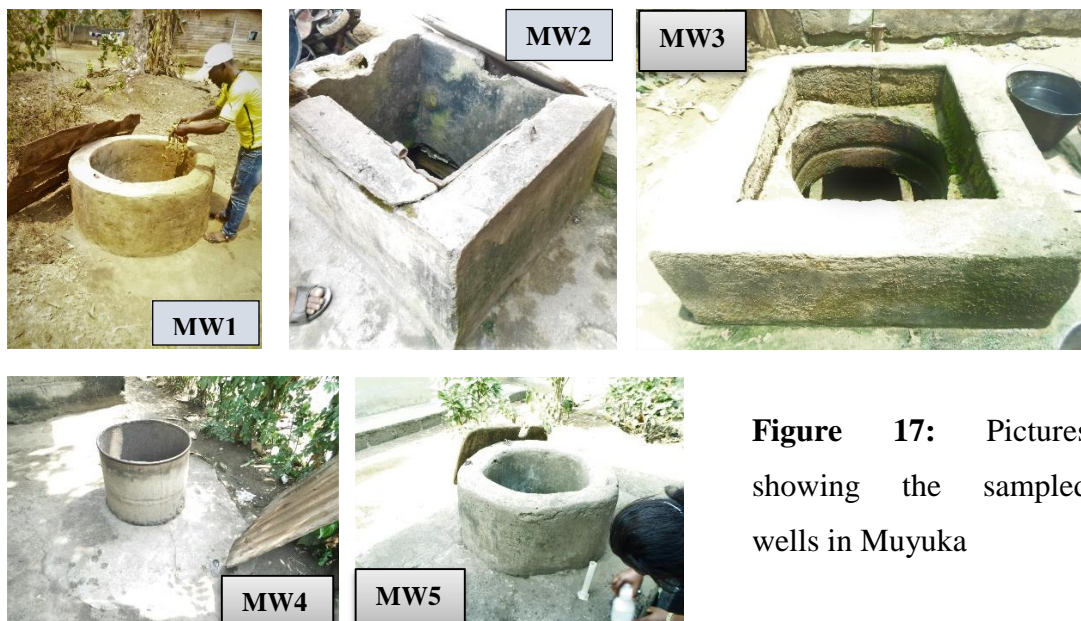 MW1
MW2
MW3
MW4
MW5
Figure 17: Pictures
showing the sampled
wells in Muyuka